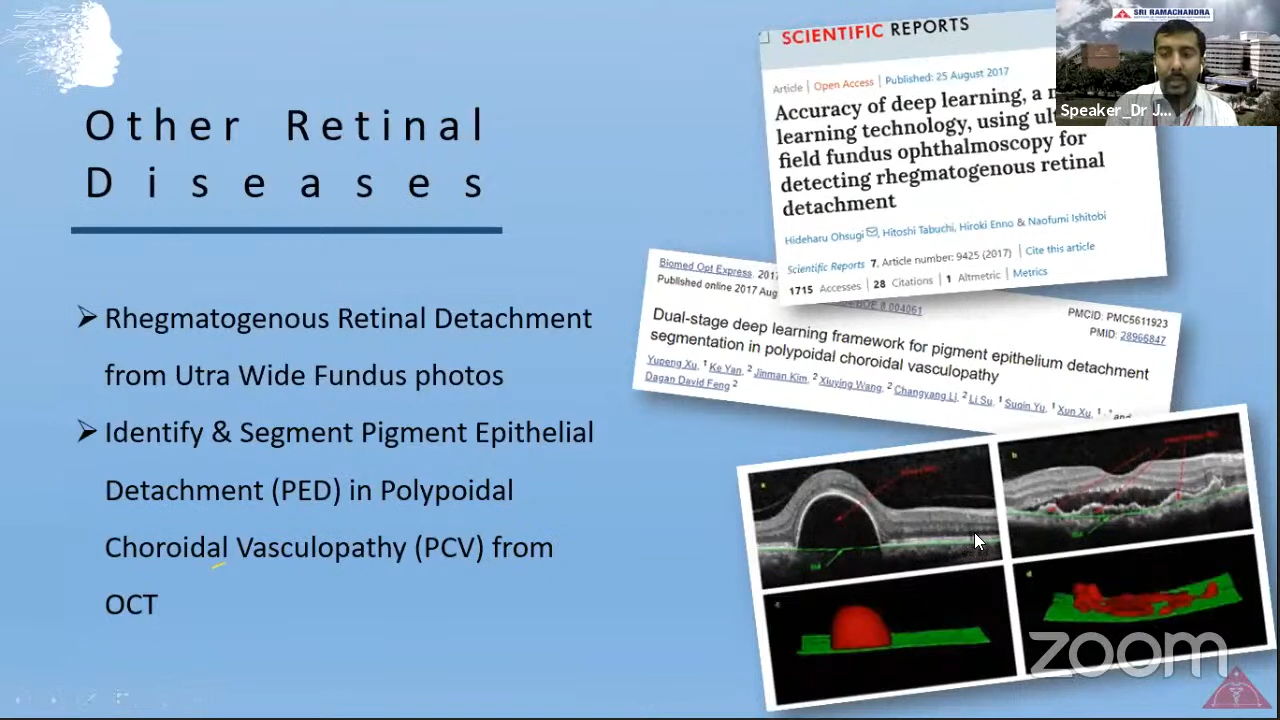 Other Retinal
Diseases
➢ Rhegmatogenous Retinal Detachment
from Utra Wide Fundus photos
➢ Identify & Segment Pigment Epithelial
Detachment (PED) in Polypoidal
Choroidal Vasculopathy (PCV) from
OCT
SCIENTIFIC REPORTS
Article | Open Access | Published: 25 August 2017
Accuracy of deep learning, a
learning technology, using
field fundus ophthalmoscopy for
detecting rhegmatogenous retinal
detachment
Hideharu Ohsugi, Hitoshi Tabuchi, Hiroki Enno & Naofumi Ishitobi
Scientific Reports 7, Article number: 9425 (2017) | Cite this article
1715 Accesses | 28 Citations | 1 Altmetric | Metrics
Biomed Opt Express. 2017
Published online 2017 Aug
PMCID: PMC5611923
PMID: 28966847
Dual-stage deep learning framework for pigment epithelium detachment
segmentation in polypoidal choroidal vasculopathy
Yupeng Xu, 1 Ke Yan, 2 Jinman Kim, 2 Xiuying Wang, 2 Changyang Li, 2 Li Su, 1 Suqin Yu, 1 Xun Xu, 1, * and
Dagan David Feng 2
a
b
c
d
SRI RAMACHANDRA
Speaker_Dr J...
zoom